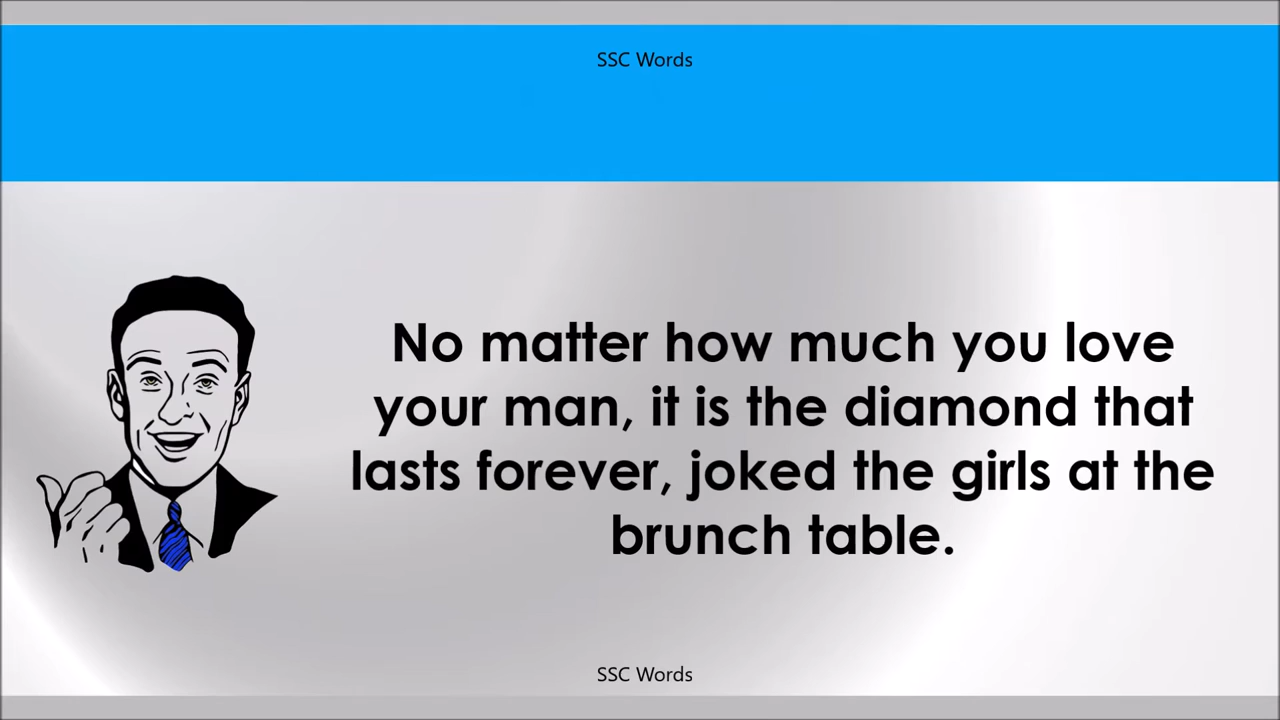 SSC Words
No matter how much you love
your man, it is the diamond that
lasts forever, joked the girls at the
brunch table.
SSC Words